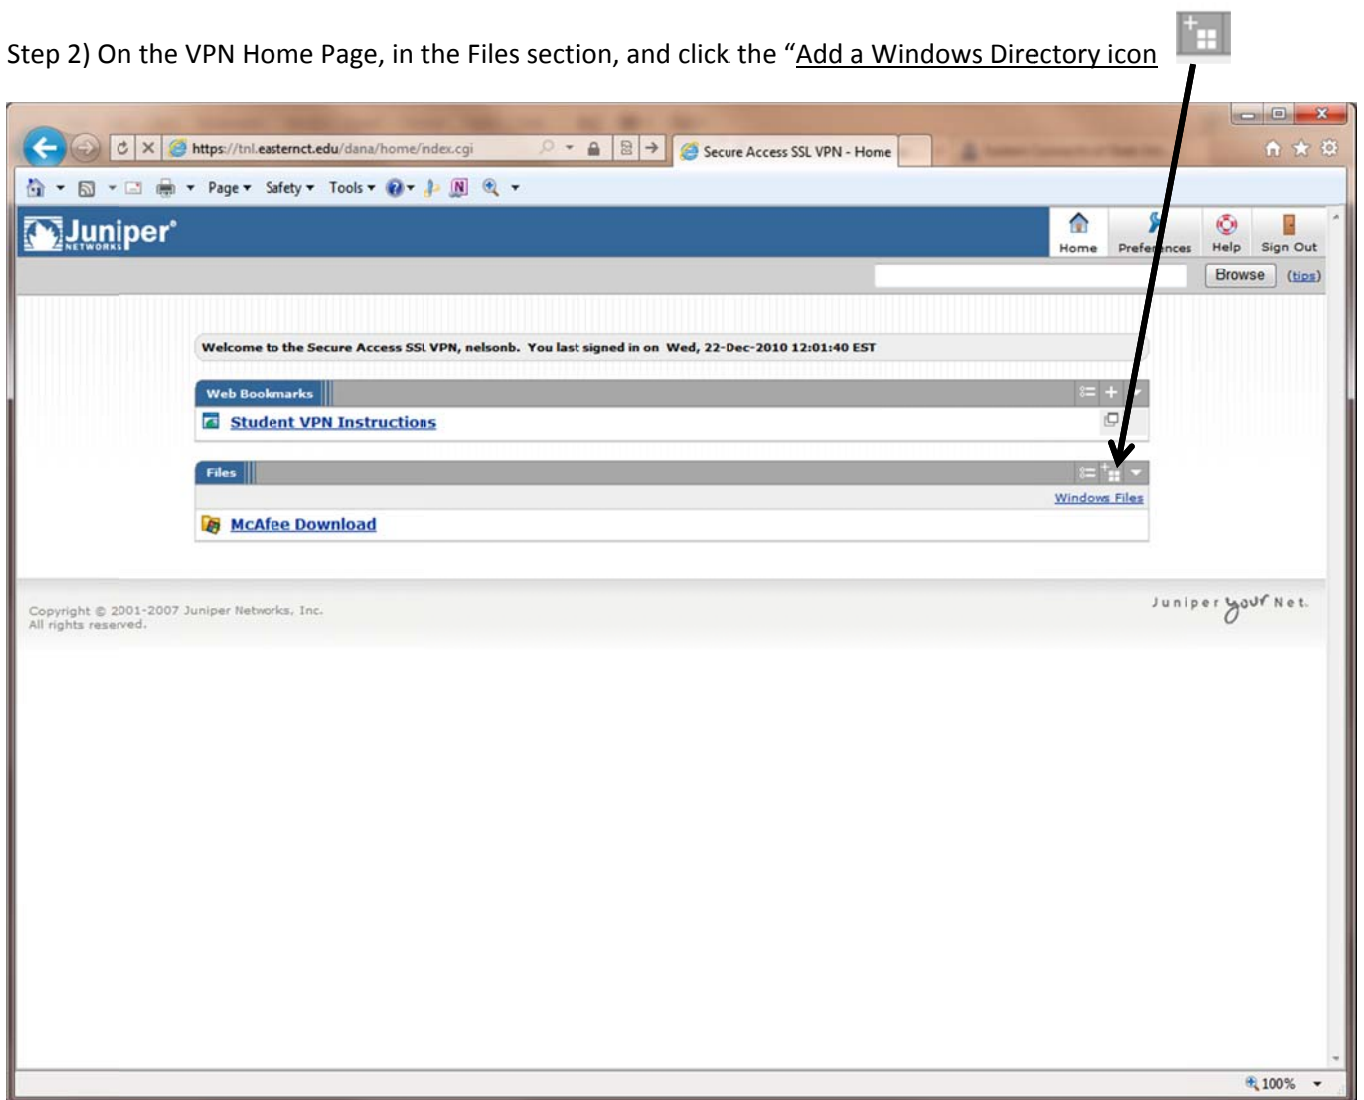 Step 2) On the VPN Home Page, in the Files section, and click the “Add a Windows Directory icon
https://tnl.easternct.edu/dana/home/ndex.cgi
Secure Access SSL VPN - Home
Page Safety Tools
Juniper®
NETWORKS
Home Preferences Help Sign Out
Browse (tips)
Welcome to the Secure Access SSL VPN, nelsonb. You last signed in on Wed, 22-Dec-2010 12:01:40 EST
Web Bookmarks
Student VPN Instructions
Files
Windows Files
McAfee Download
Copyright © 2001-2007 Juniper Networks, Inc.
All rights reserved.
Juniper your Net.
100%